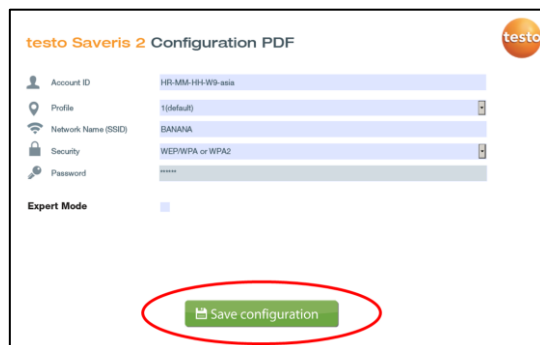 testo Saveris 2 Configuration PDF
testo
Account ID HR-MM-HH-W9-asia
Profile 1(default)
Network Name (SSID) BANANA
Security WEP/WPA or WPA2
Password ******
Expert Mode
Save configuration